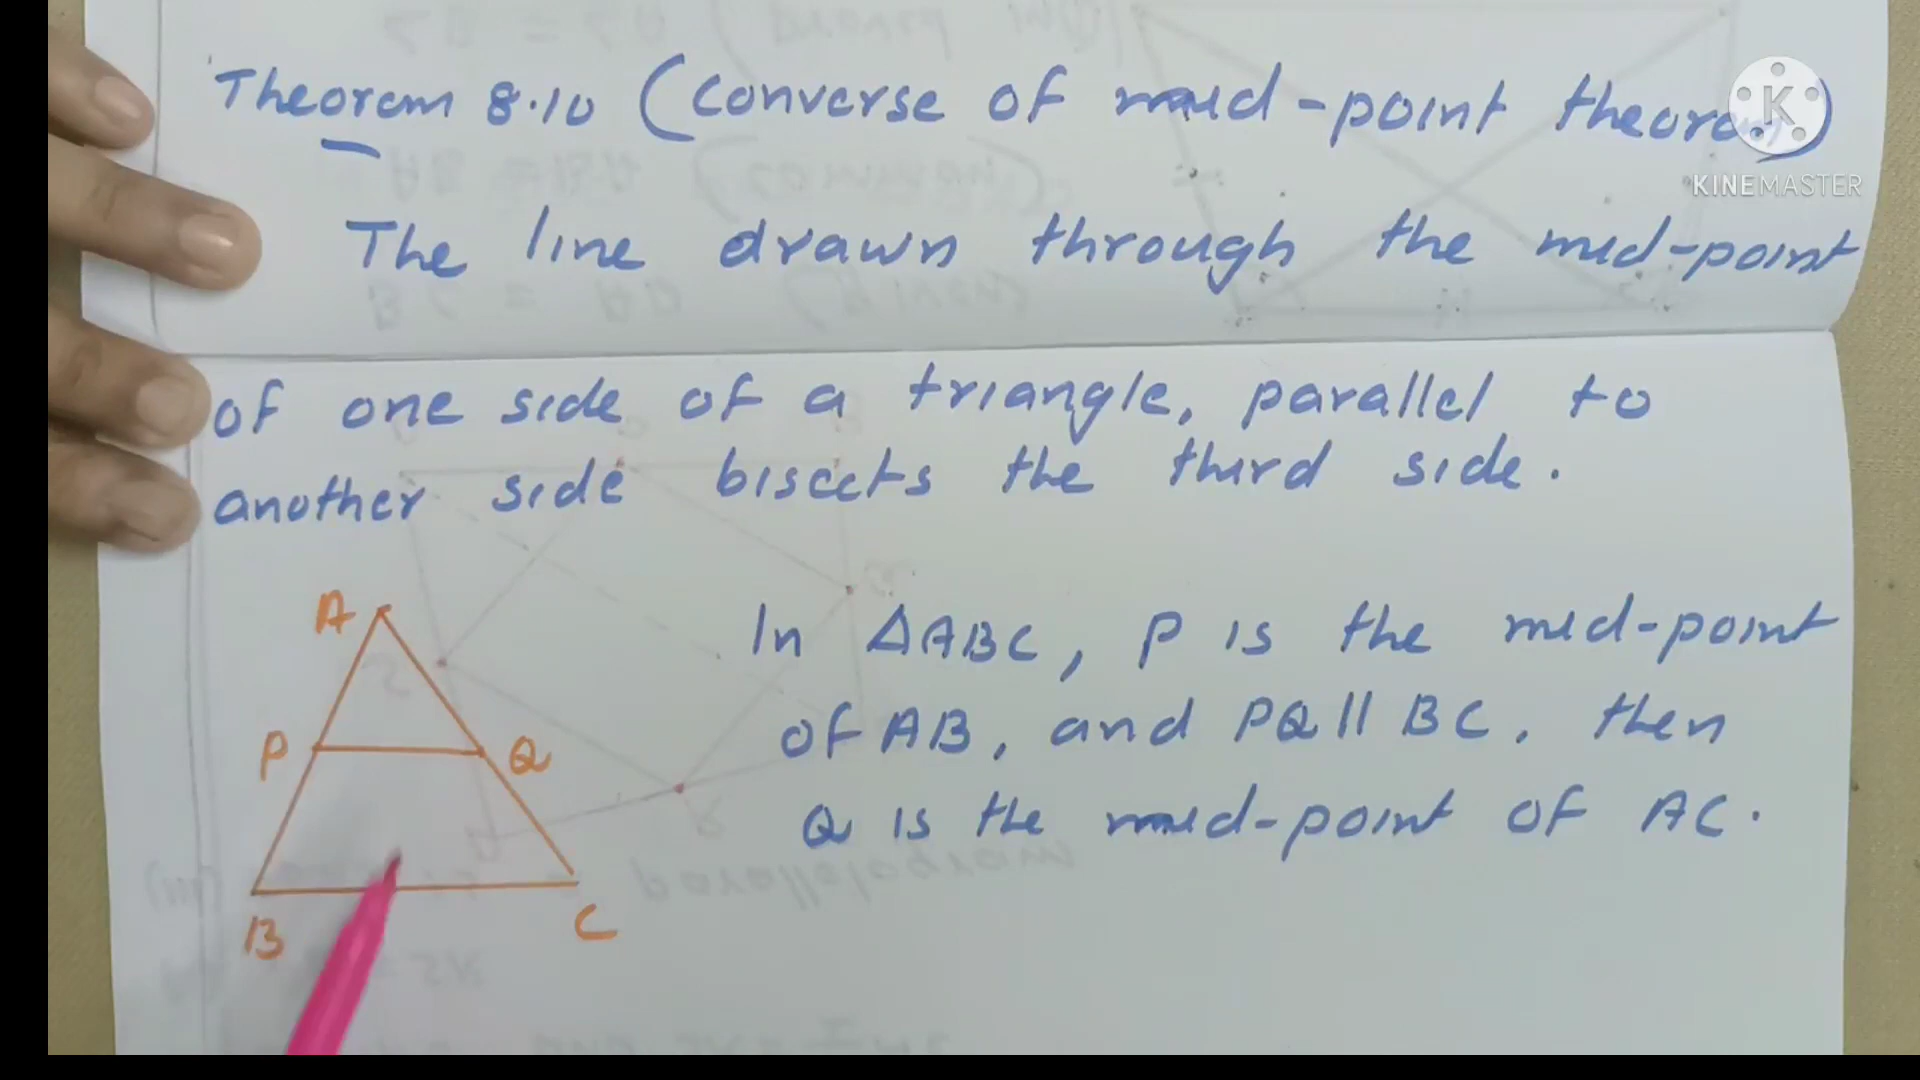 Theorem 8.10 (Converse of mid-point theorem)
KINEMASTER
The line drawn through the mid-point
of one side of a triangle, parallel to
another side bisects the third side.
A
In ΔABC, P is the mid-point
P
Q
of AB, and PQ || BC. then
Q is the mid-point of AC.
B
C